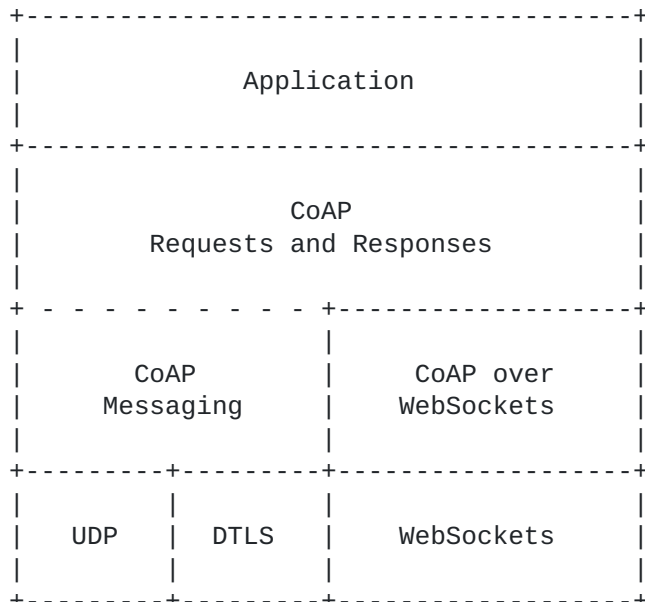 Application
CoAP
Requests and Responses
CoAP CoAP over
Messaging WebSockets
UDP DTLS WebSockets